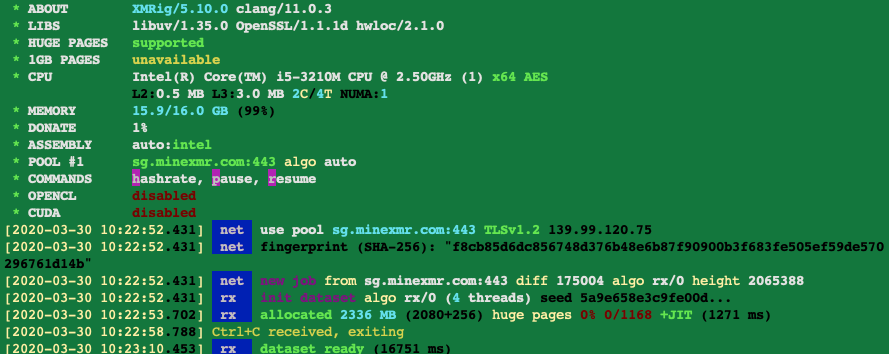 * ABOUT XMRig/5.10.0 clang/11.0.3
* LIBS libuv/1.35.0 OpenSSL/1.1.1d hwloc/2.1.0
* HUGE PAGES supported
* 1GB PAGES unavailable
* CPU Intel(R) Core(TM) i5-3210M CPU @ 2.50GHz (1) x64 AES
L2:0.5 MB L3:3.0 MB 2C/4T NUMA:1
* MEMORY 15.9/16.0 GB (99%)
* DONATE 1%
* ASSEMBLY auto:intel
* POOL #1 sg.minexmr.com:443 algo auto
* COMMANDS hashrate, pause, resume
* OPENCL disabled
* CUDA disabled
[2020-03-30 10:22:52.431] net use pool sg.minexmr.com:443 TLSv1.2 139.99.120.75
[2020-03-30 10:22:52.431] net fingerprint (SHA-256): "f8cb85d6dc856748d376b48e6b87f90900b3f683fe505ef59de570
296761d14b"
[2020-03-30 10:22:52.431] net new job from sg.minexmr.com:443 diff 175004 algo rx/0 height 2065388
[2020-03-30 10:22:52.431] rx init dataset algo rx/0 (4 threads) seed 5a9e658e3c9fe00d...
[2020-03-30 10:22:53.702] rx allocated 2336 MB (2080+256) huge pages 0% 0/1168 +JIT (1271 ms)
[2020-03-30 10:22:58.788] Ctrl+C received, exiting
[2020-03-30 10:23:10.453] rx dataset ready (16751 ms)